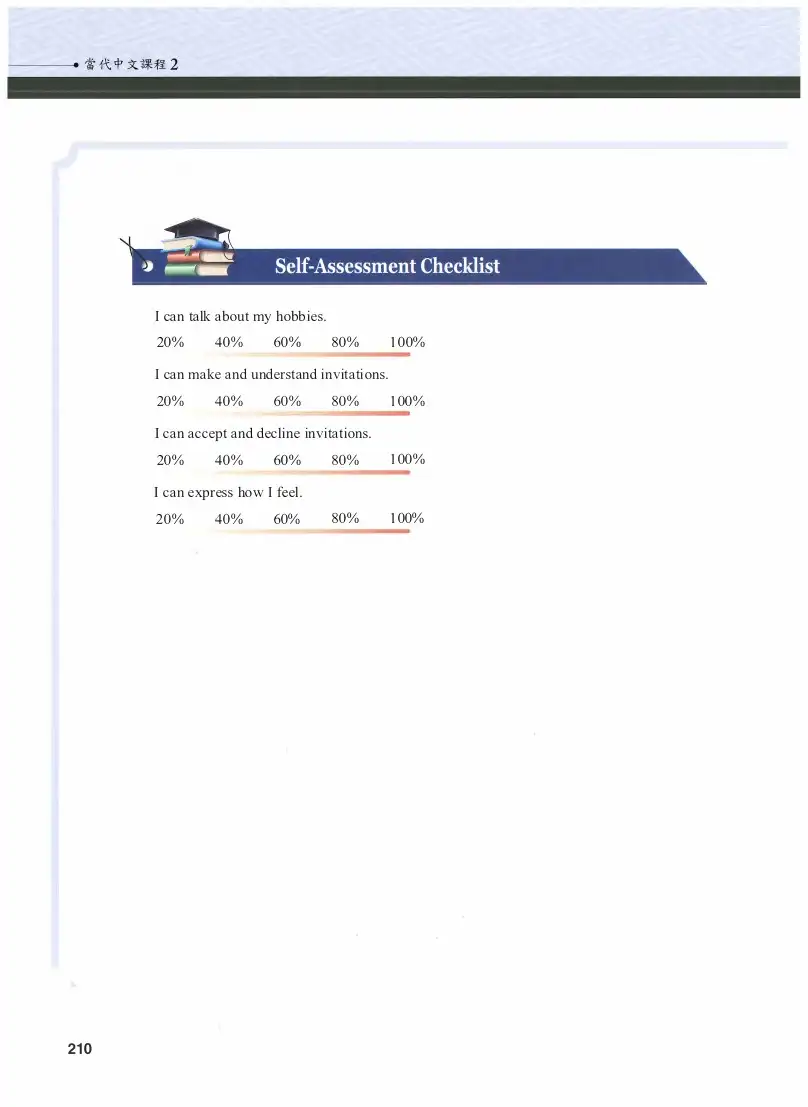 當代中文課程 2
Self-Assessment Checklist
I can talk about my hobbies.
20% 40% 60% 80% 100%
I can make and understand invitations.
20% 40% 60% 80% 100%
I can accept and decline invitations.
20% 40% 60% 80% 100%
I can express how I feel.
20% 40% 60% 80% 100%
210